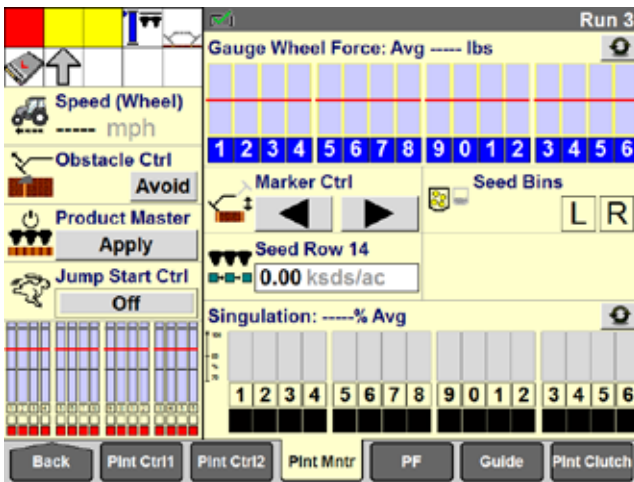 Run 3
Gauge Wheel Force: Avg ----- lbs
1 2 3 4 5 6 7 8 9 0 1 2 3 4 5 6
Speed (Wheel)
----- mph
Obstacle Ctrl
Avoid
Product Master
Apply
Jump Start Ctrl
Off
Marker Ctrl
Seed Bins
L R
Seed Row 14
0.00 ksds/ac
Singulation: -----% Avg
1 2 3 4 5 6 7 8 9 0 1 2 3 4 5 6
Back
Plnt Ctrl1
Plnt Ctrl2
Plnt Mntr
PF
Guide
Plnt Clutch